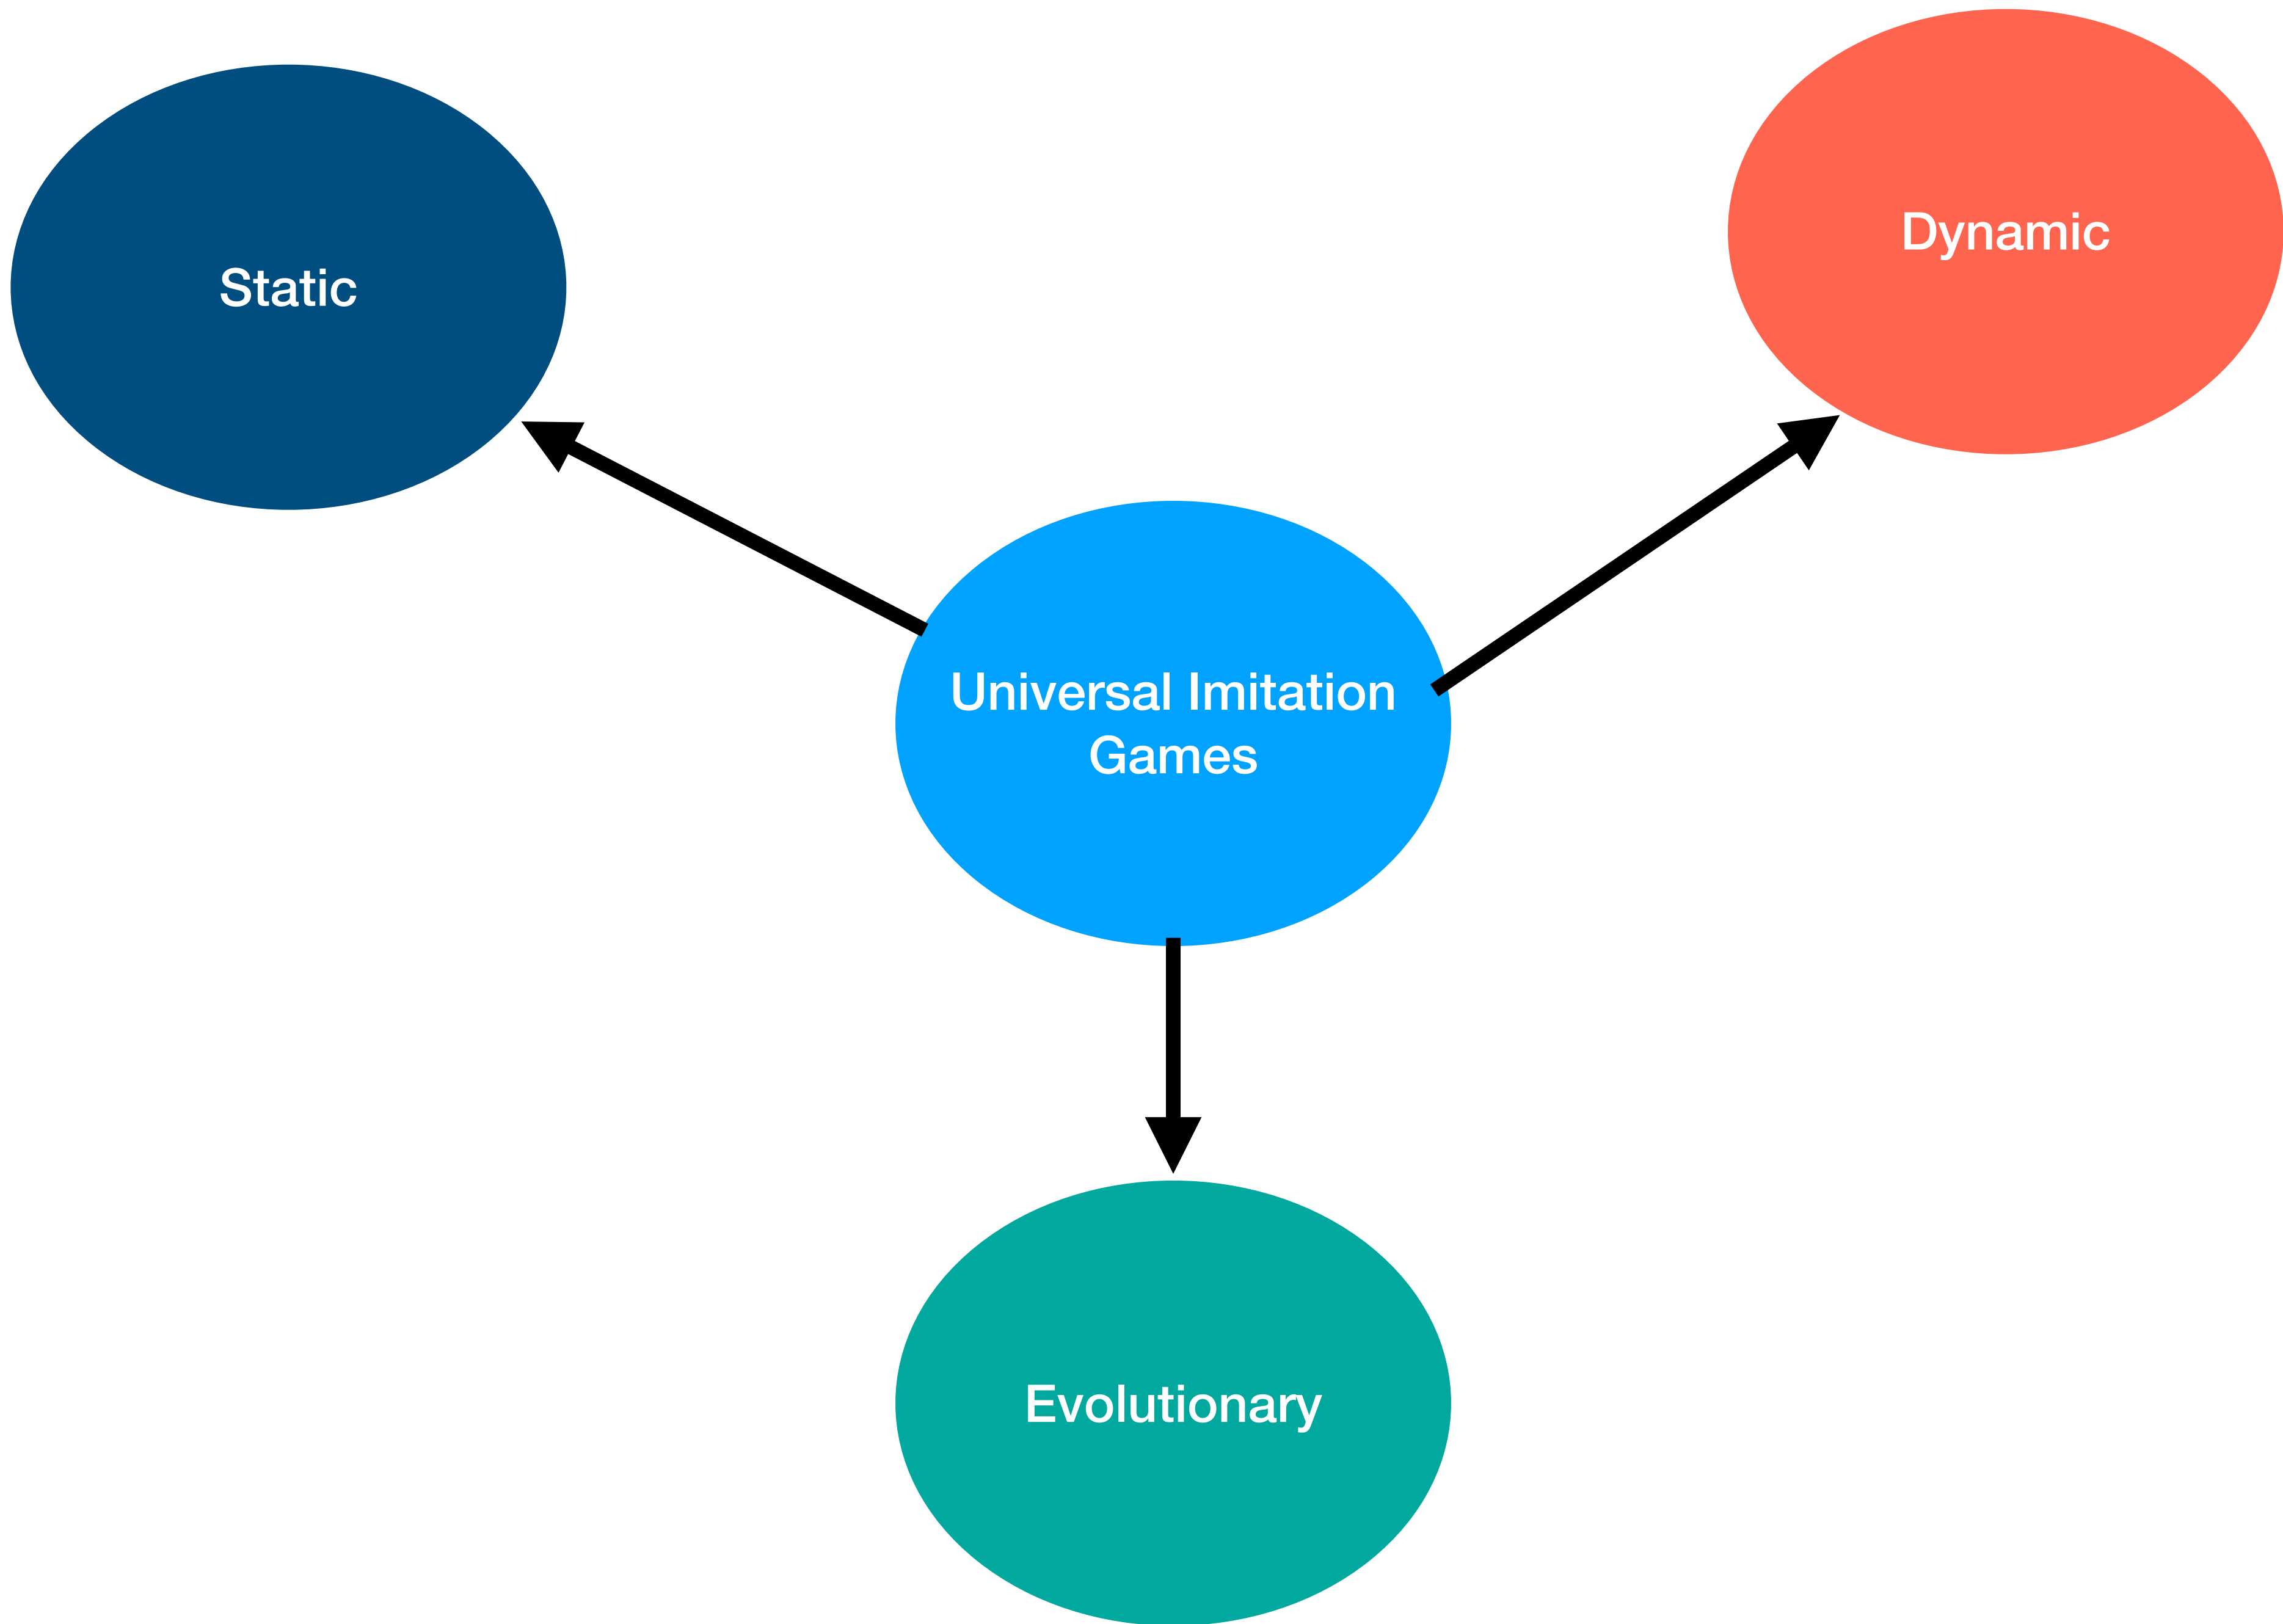 Static
Dynamic
Universal Imitation
Games
Evolutionary